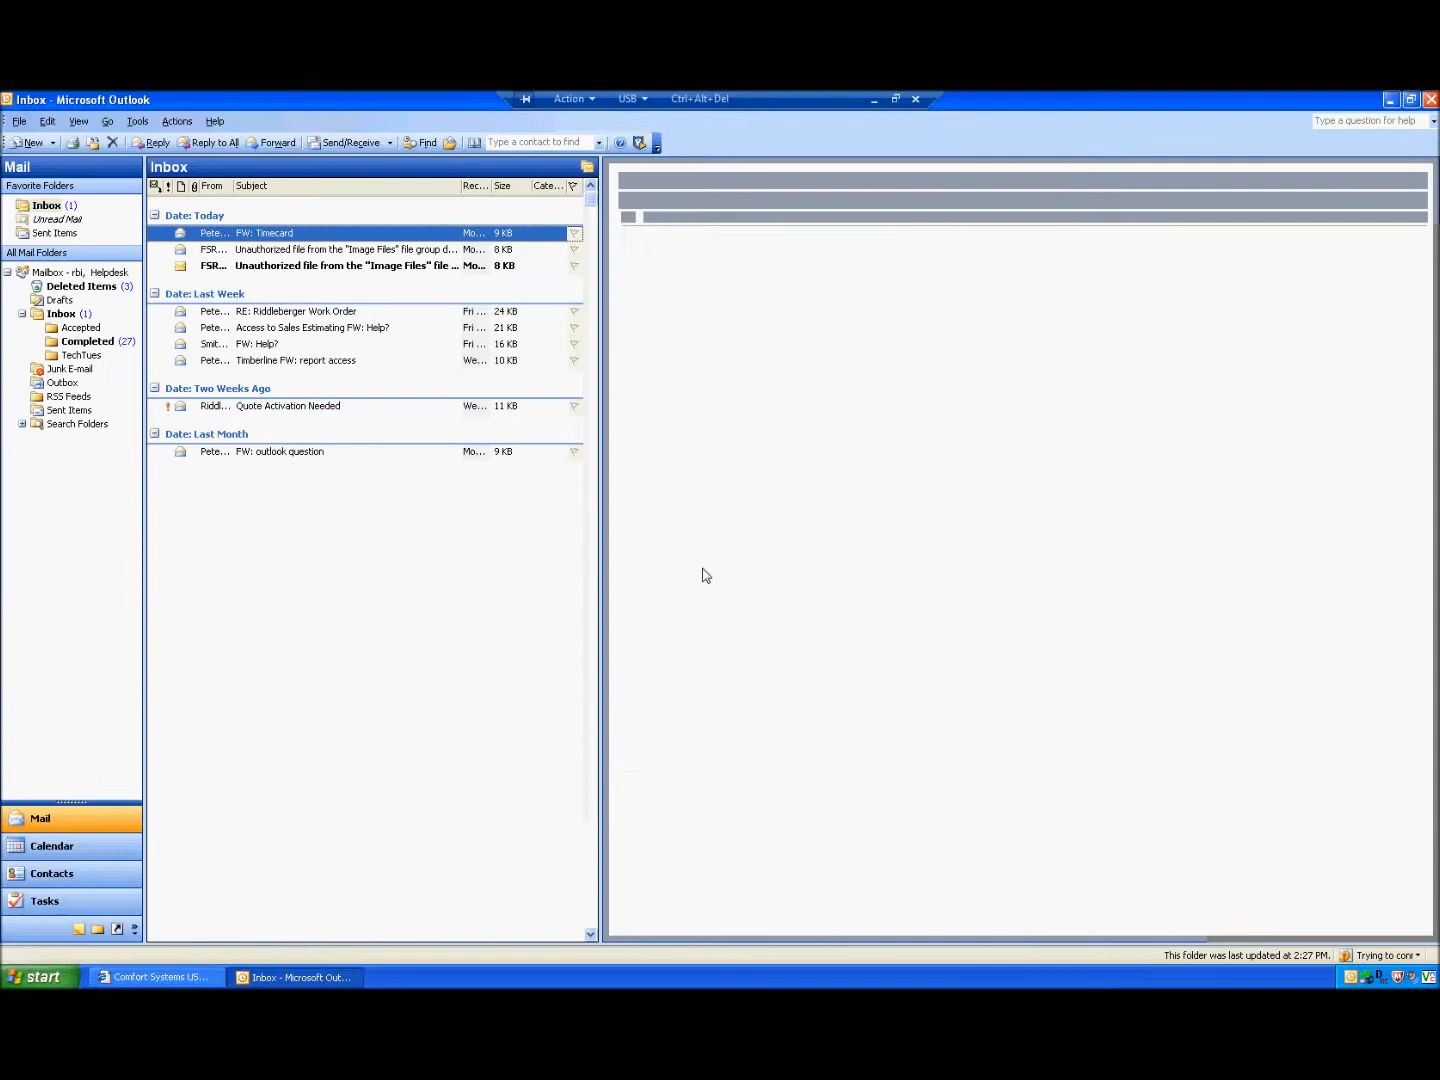 Inbox - Microsoft Outlook
Action USB Ctrl+Alt+Del
File Edit View Go Tools Actions Help
Type a question for help
New Reply Reply to All Forward Send/Receive Find Type a contact to find
Mail
Favorite Folders
Inbox (1)
Unread Mail
Sent Items
All Mail Folders
Mailbox - rbi, Helpdesk
Deleted Items (3)
Drafts
Inbox (1)
Accepted
Completed (27)
TechTues
Junk E-mail
Outbox
RSS Feeds
Sent Items
Search Folders
Mail
Calendar
Contacts
Tasks
Inbox
From Subject Rec... Size Cate...
Date: Today
Pete... FW: Timecard Mo... 9 KB
FSR... Unauthorized file from the "Image Files" file group d... Mo... 8 KB
FSR... Unauthorized file from the "Image Files" file ... Mo... 8 KB
Date: Last Week
Pete... RE: Riddleberger Work Order Fri ... 24 KB
Pete... Access to Sales Estimating FW: Help? Fri ... 21 KB
Smit... FW: Help? Fri ... 16 KB
Pete... Timberline FW: report access We... 10 KB
Date: Two Weeks Ago
Riddl... Quote Activation Needed We... 11 KB
Date: Last Month
Pete... FW: outlook question Mo... 9 KB
This folder was last updated at 2:27 PM.
Trying to conr
start
Comfort Systems US...
Inbox - Microsoft Out...